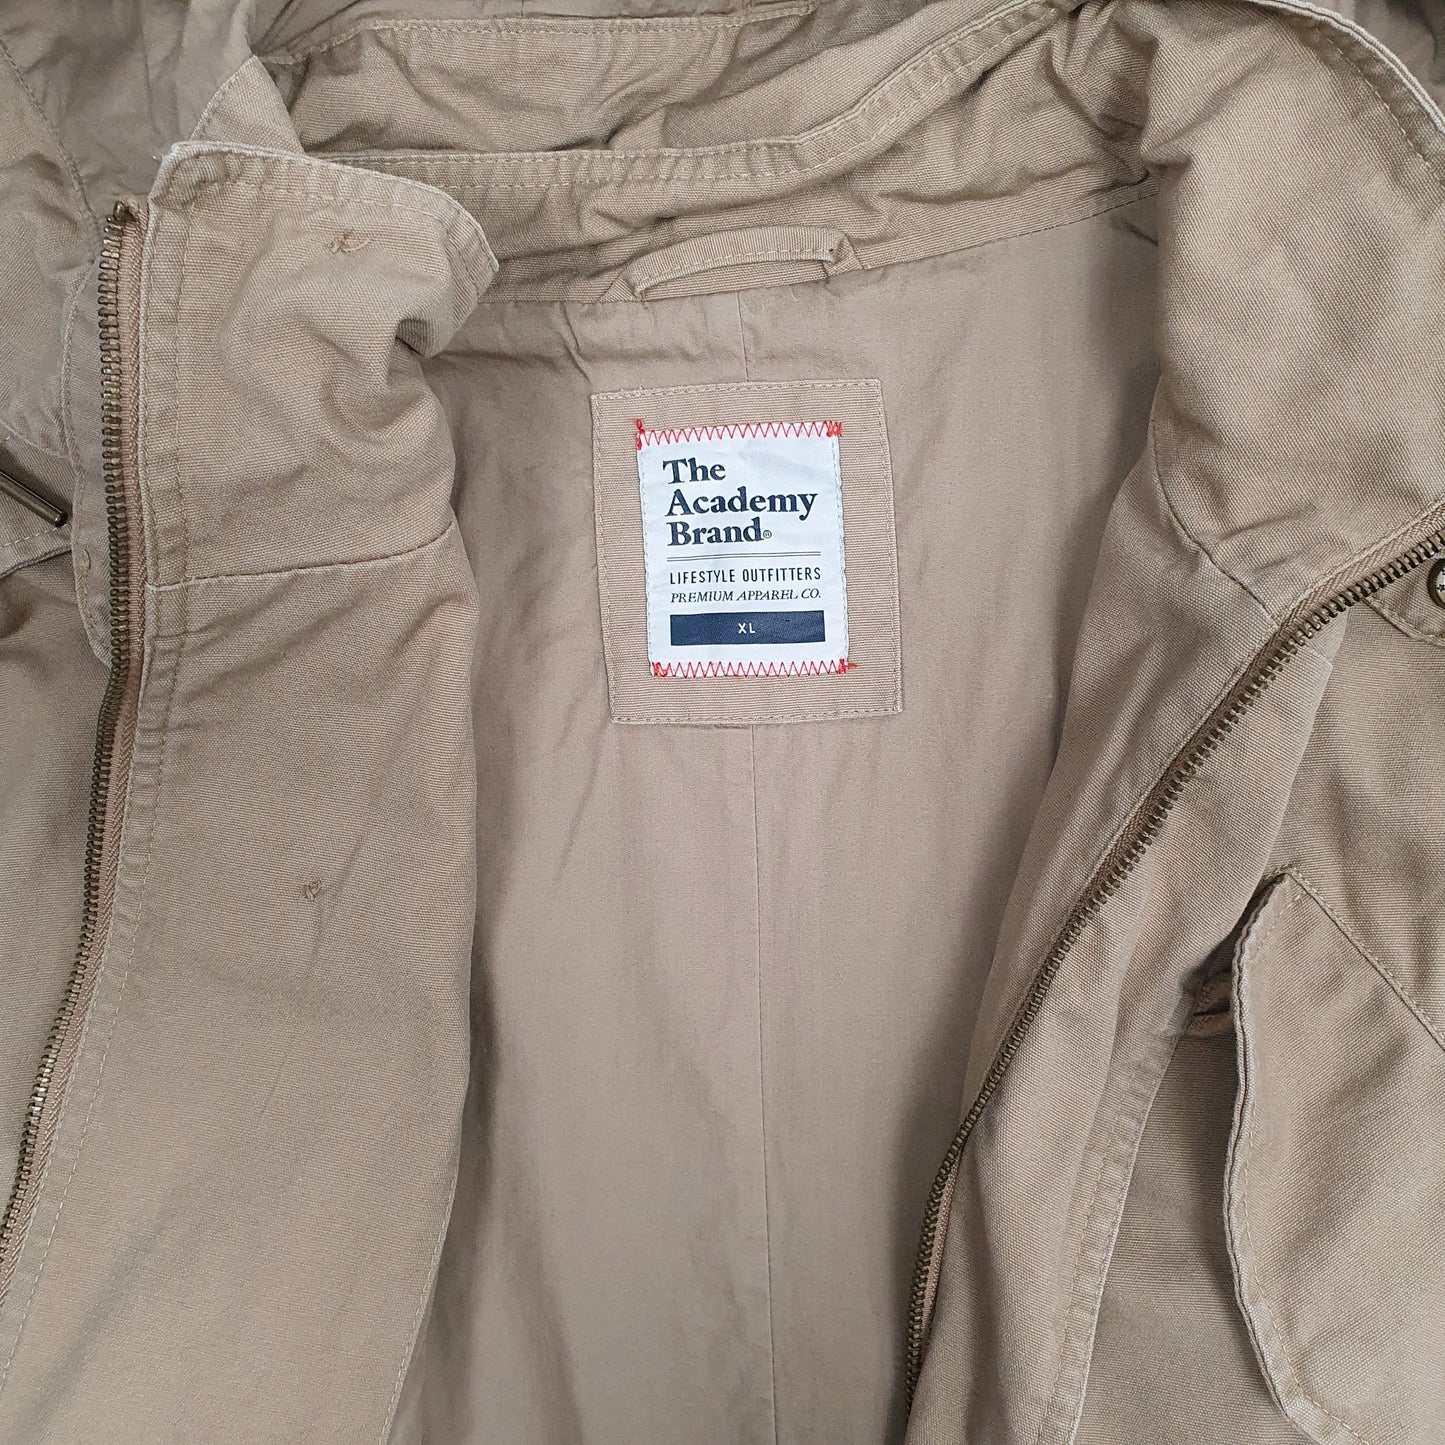 The
Academy
Brand®
LIFESTYLE OUTFITTERS
PREMIUM APPAREL CO.
XL